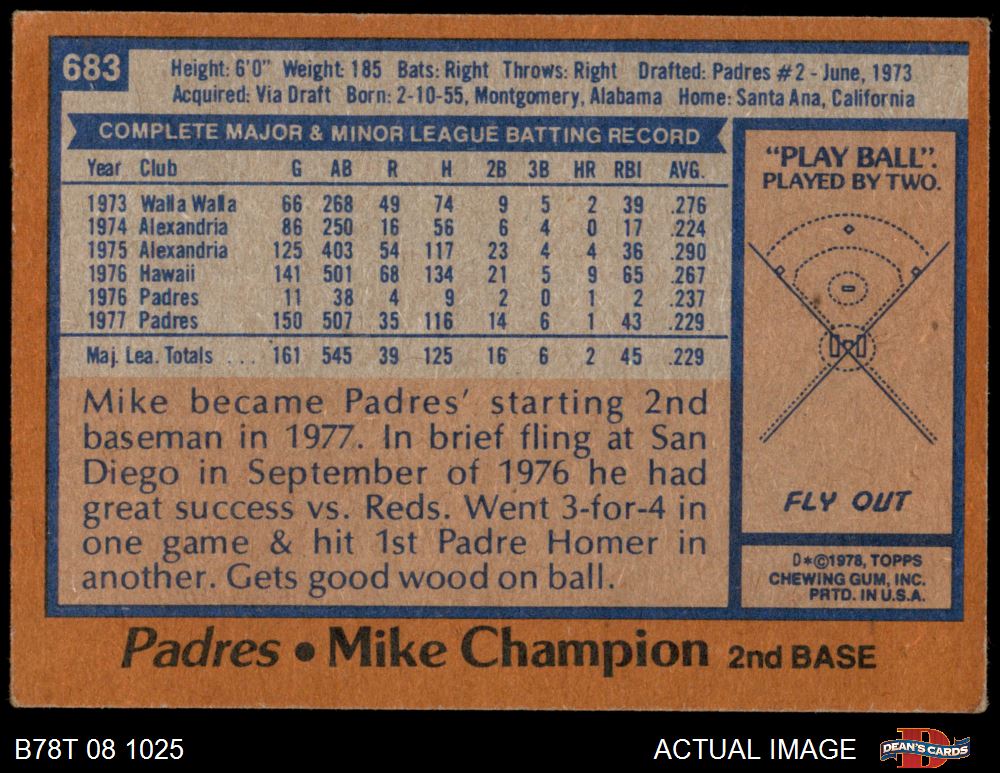 683
Height: 6'0" Weight: 185 Bats: Right Throws: Right Drafted: Padres #2 - June, 1973
Acquired: Via Draft Born: 2-10-55, Montgomery, Alabama Home: Santa Ana, California
COMPLETE MAJOR & MINOR LEAGUE BATTING RECORD
Year Club G AB R H 2B 3B HR RBI AVG.
1973 Walla Walla 66 268 49 74 9 5 2 39 .276
1974 Alexandria 86 250 16 56 6 4 0 17 .224
1975 Alexandria 125 403 54 117 23 4 4 36 .290
1976 Hawaii 141 501 68 134 21 5 9 65 .267
1976 Padres 11 38 4 9 2 0 1 2 .237
1977 Padres 150 507 35 116 14 6 1 43 .229
Maj. Lea. Totals ... 161 545 39 125 16 6 2 45 .229
Mike became Padres' starting 2nd
baseman in 1977. In brief fling at San
Diego in September of 1976 he had
great success vs. Reds. Went 3-for-4 in
one game & hit 1st Padre Homer in
another. Gets good wood on ball.
"PLAY BALL".
PLAYED BY TWO.
FLY OUT
D*©1978, TOPPS
CHEWING GUM, INC.
PRTD. IN U.S.A.
Padres • Mike Champion 2nd BASE
B78T 08 1025
ACTUAL IMAGE
DEAN'S CARDS